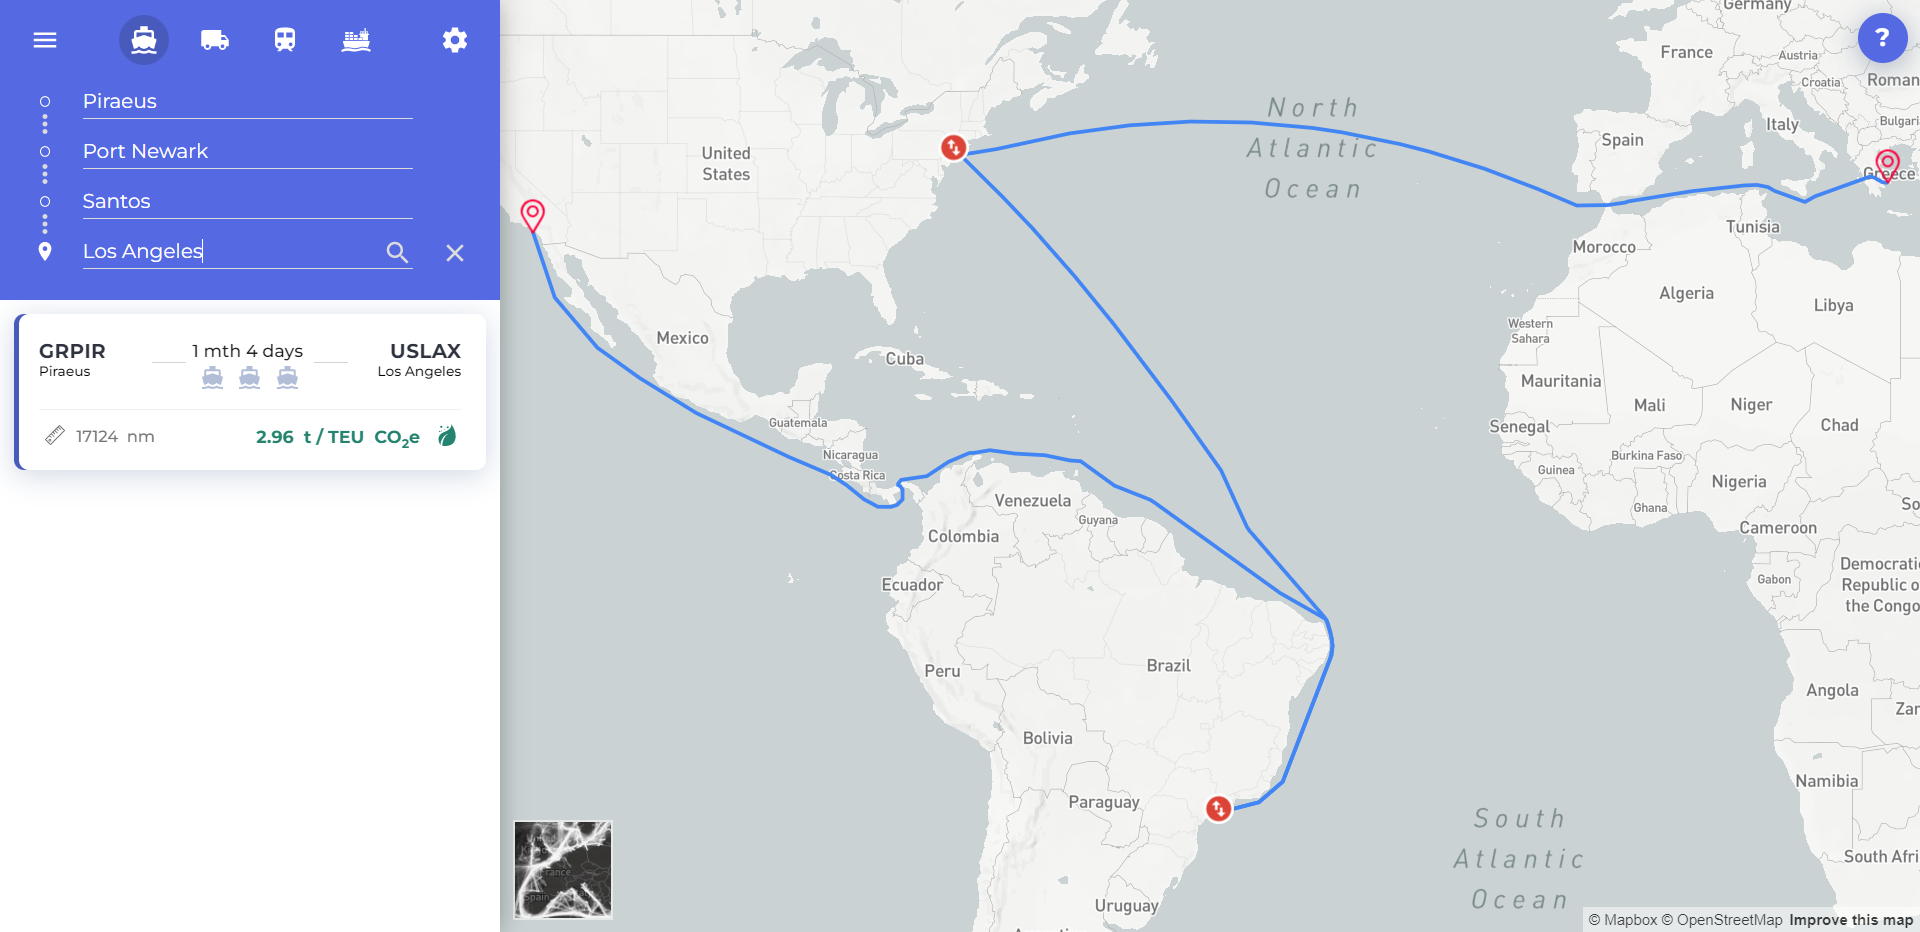 Piraeus
Port Newark
Santos
Los Angeles
GRPIR
Piraeus
1 mth 4 days
USLAX
Los Angeles
17124 nm
2.96 t / TEU CO2e
?
Germany
France
Austria
Croatia
Roman
Bulgari
Italy
Spain
Greece
North
Atlantic
Ocean
United
States
Tunisia
Morocco
Algeria
Libya
Western
Sahara
Mexico
Cuba
Mauritania
Mali
Niger
Chad
Senegal
Guatemala
Nicaragua
Costa Rica
Burkina Faso
Guinea
Nigeria
Ghana
So
Venezuela
Guyana
Colombia
Cameroon
Ecuador
Gabon
Democrati
Republic o
the Congo
Peru
Brazil
Angola
Zar
Bolivia
Namibia
Paraguay
South
Atlantic
Ocean
South Afri
Uruguay
France
Spain
© Mapbox © OpenStreetMap Improve this map